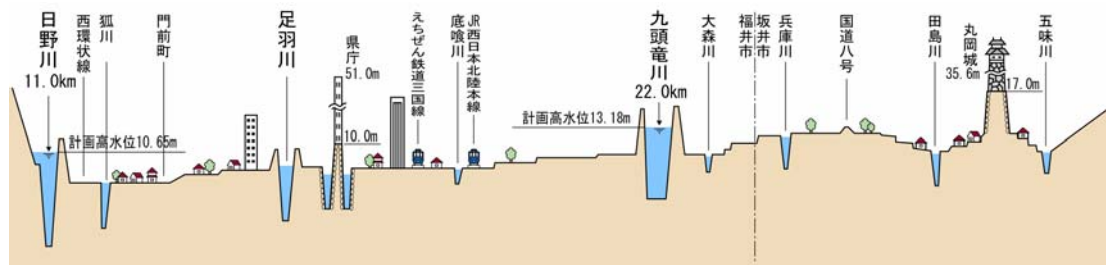 日野川
11.0km
西環状線
狐川
門前町
計画高水位10.65m
足羽川
県庁
51.0m
10.0m
えちぜん鉄道三国線
底喰川
JR西日本北陸本線
計画高水位13.18m
九頭竜川
22.0km
大森川
福井市
坂井市
兵庫川
国道八号
田島川
丸岡城
35.6m
17.0m
五味川